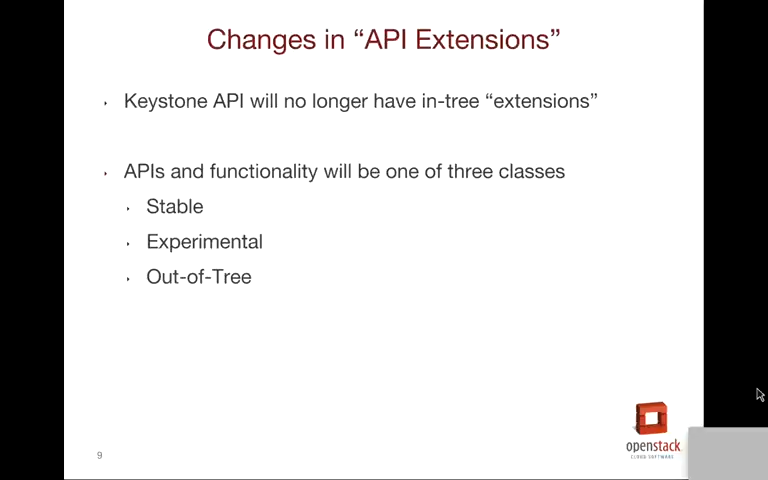 Changes in “API Extensions”
Keystone API will no longer have in-tree “extensions”
APIs and functionality will be one of three classes
Stable
Experimental
Out-of-Tree
openstack
CLOUD SOFTWARE
9